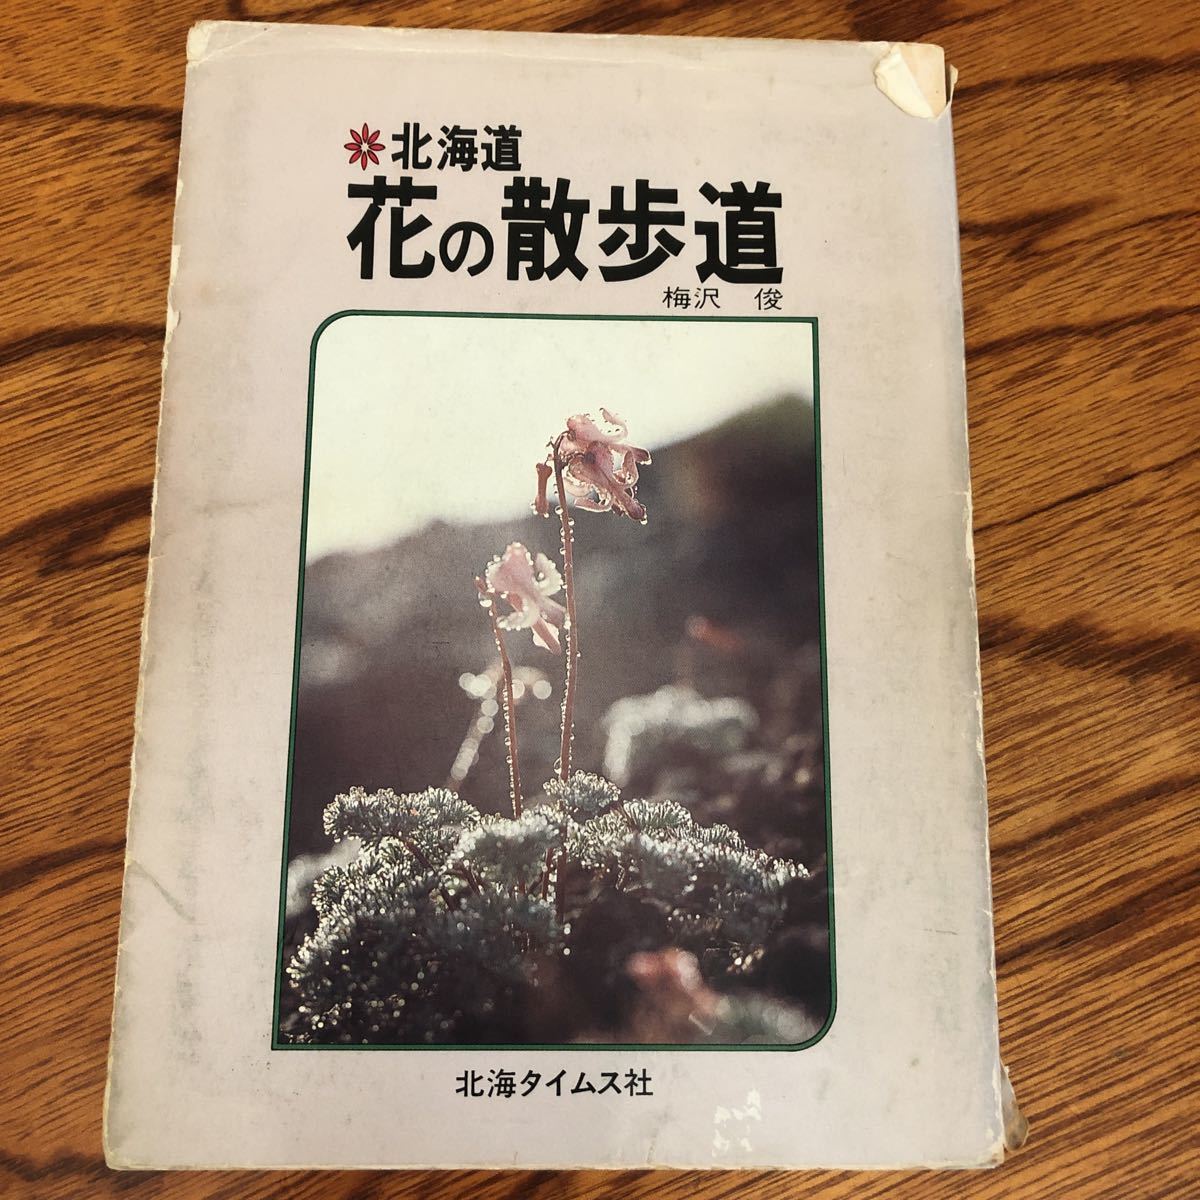 北海道
花の散歩道
梅沢 俊
北海タイムス社